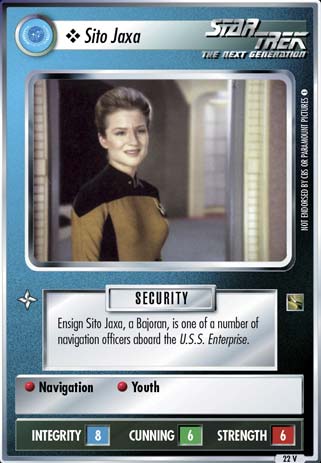 Sito Jaxa
STAR TREK
THE NEXT GENERATION
NOT ENDORSED BY CBS OR PARAMOUNT PICTURES
SECURITY
Ensign Sito Jaxa, a Bajoran, is one of a number of
navigation officers aboard the U.S.S. Enterprise.
Navigation Youth
INTEGRITY 8 CUNNING 6 STRENGTH 6
22 V